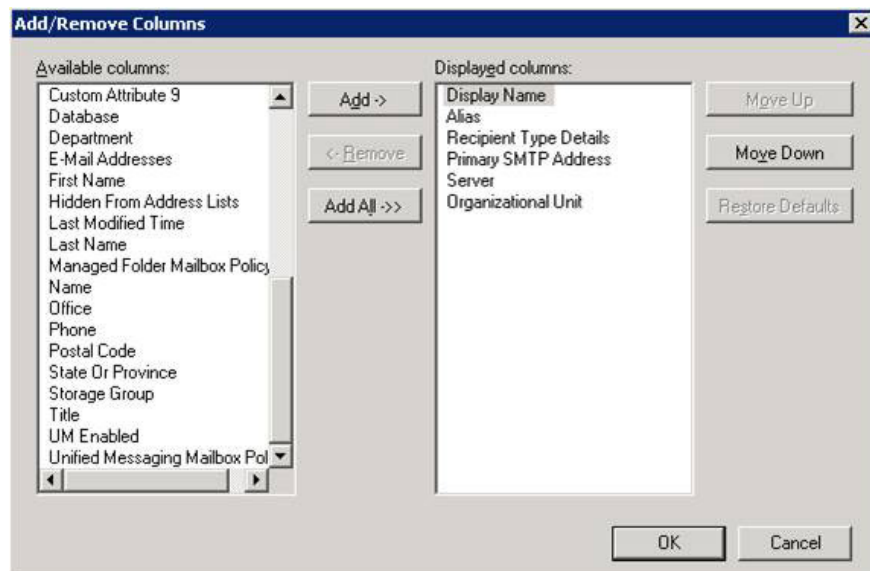 Add/Remove Columns
Available columns:
Custom Attribute 9
Database
Department
E-Mail Addresses
First Name
Hidden From Address Lists
Last Modified Time
Last Name
Managed Folder Mailbox Policy
Name
Office
Phone
Postal Code
State Or Province
Storage Group
Title
UM Enabled
Unified Messaging Mailbox Pol
Add ->
<- Remove
Add All ->>
Displayed columns:
Display Name
Alias
Recipient Type Details
Primary SMTP Address
Server
Organizational Unit
Move Up
Move Down
Restore Defaults
OK
Cancel